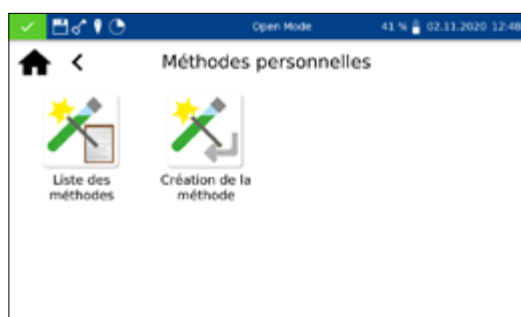 Open Mode 41 % 02.11.2020 12:48
Méthodes personnelles
Liste des
méthodes
Création de la
méthode